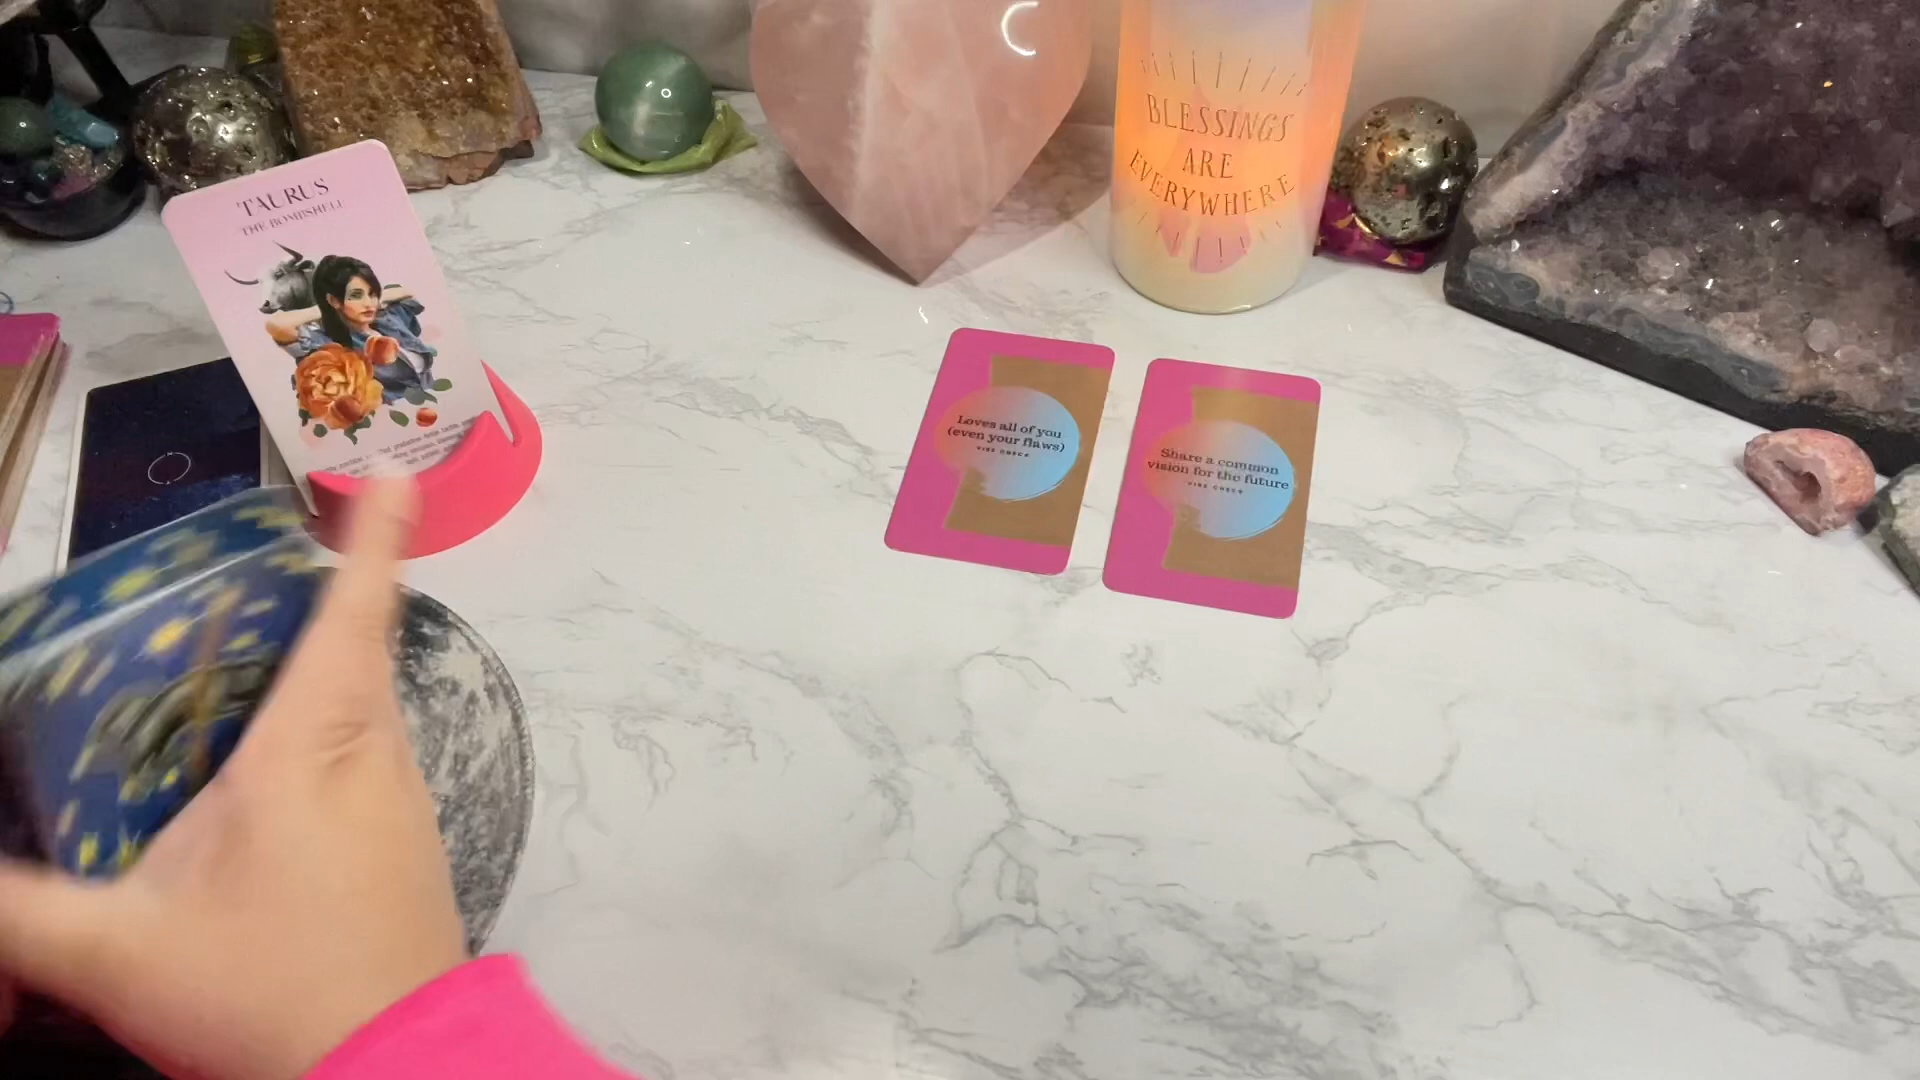 TAURUS
THE BOMBSHELL
BLESSINGS
ARE
EVERYWHERE
Loves all of you
(even your flaws)
VIBE CHECK
Share a common
vision for the future
VIBE CHECK